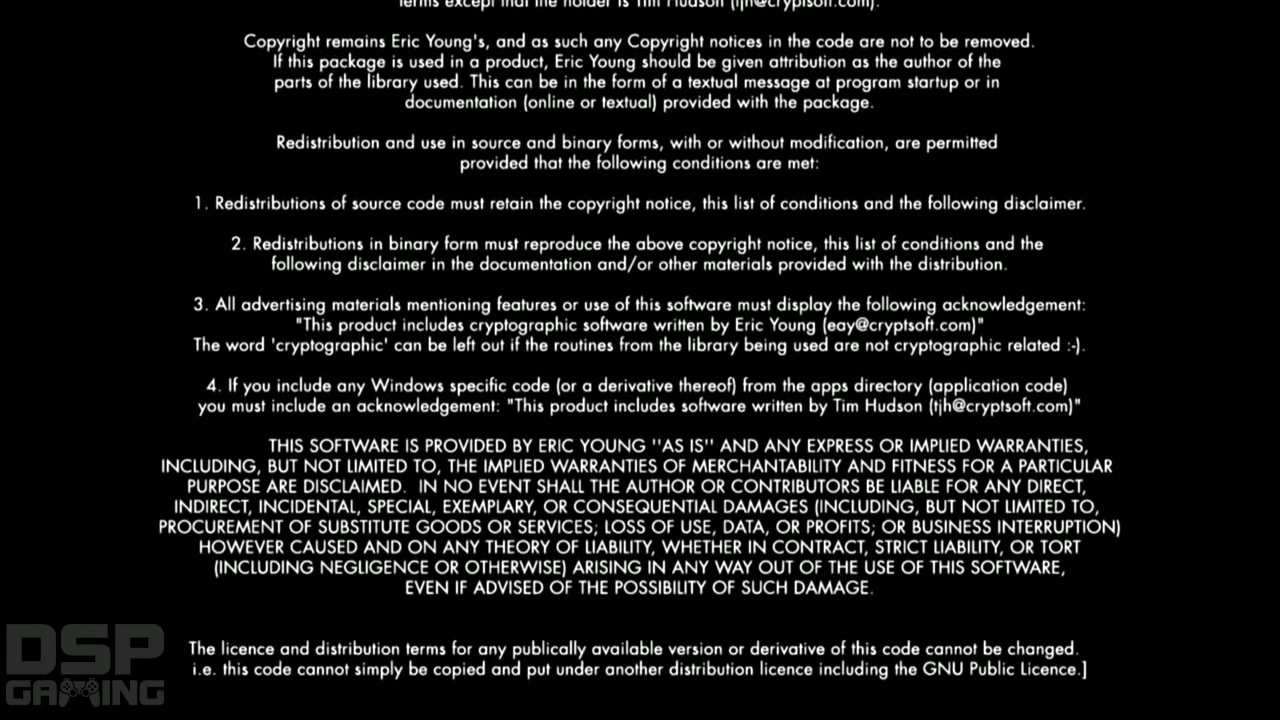 terms except that the holder is Tim Hudson (tjh@cryptsoft.com).
Copyright remains Eric Young's, and as such any Copyright notices in the code are not to be removed.
If this package is used in a product, Eric Young should be given attribution as the author of the
parts of the library used. This can be in the form of a textual message at program startup or in
documentation (online or textual) provided with the package.
Redistribution and use in source and binary forms, with or without modification, are permitted
provided that the following conditions are met:
1. Redistributions of source code must retain the copyright notice, this list of conditions and the following disclaimer.
2. Redistributions in binary form must reproduce the above copyright notice, this list of conditions and the
following disclaimer in the documentation and/or other materials provided with the distribution.
3. All advertising materials mentioning features or use of this software must display the following acknowledgement:
"This product includes cryptographic software written by Eric Young (eay@cryptsoft.com)"
The word 'cryptographic' can be left out if the routines from the library being used are not cryptographic related :-).
4. If you include any Windows specific code (or a derivative thereof) from the apps directory (application code)
you must include an acknowledgement: "This product includes software written by Tim Hudson (tjh@cryptsoft.com)"
THIS SOFTWARE IS PROVIDED BY ERIC YOUNG ''AS IS'' AND ANY EXPRESS OR IMPLIED WARRANTIES,
INCLUDING, BUT NOT LIMITED TO, THE IMPLIED WARRANTIES OF MERCHANTABILITY AND FITNESS FOR A PARTICULAR
PURPOSE ARE DISCLAIMED. IN NO EVENT SHALL THE AUTHOR OR CONTRIBUTORS BE LIABLE FOR ANY DIRECT,
INDIRECT, INCIDENTAL, SPECIAL, EXEMPLARY, OR CONSEQUENTIAL DAMAGES (INCLUDING, BUT NOT LIMITED TO,
PROCUREMENT OF SUBSTITUTE GOODS OR SERVICES; LOSS OF USE, DATA, OR PROFITS; OR BUSINESS INTERRUPTION)
HOWEVER CAUSED AND ON ANY THEORY OF LIABILITY, WHETHER IN CONTRACT, STRICT LIABILITY, OR TORT
(INCLUDING NEGLIGENCE OR OTHERWISE) ARISING IN ANY WAY OUT OF THE USE OF THIS SOFTWARE,
EVEN IF ADVISED OF THE POSSIBILITY OF SUCH DAMAGE.
The licence and distribution terms for any publically available version or derivative of this code cannot be changed.
i.e. this code cannot simply be copied and put under another distribution licence including the GNU Public Licence.]
DSP
GAMING